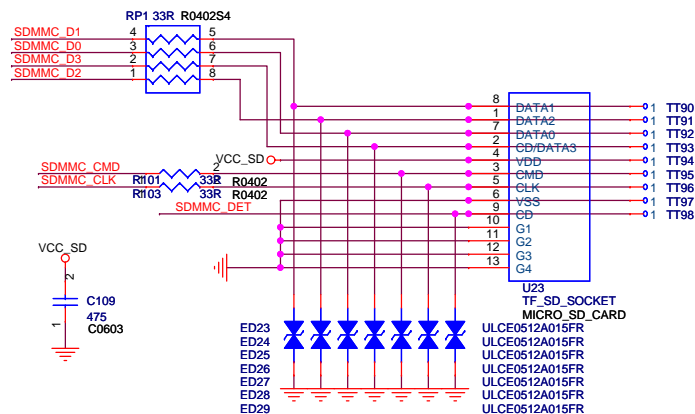 RP1 33R R0402S4
SDMMC_D1 4 5
SDMMC_D0 3 6
SDMMC_D3 2 7
SDMMC_D2 1 8
8 DATA1 1 TT90
1 DATA2 1 TT91
7 DATA0 1 TT92
2 CD/DATA3 1 TT93
VCC_SD 4 VDD 1 TT94
SDMMC_CMD 2 3 CMD 1 TT95
R101 33R R0402
SDMMC_CLK 5 CLK 1 TT96
R103 33R R0402
6 VSS 1 TT97
SDMMC_DET 9 CD 1 TT98
10 G1
11 G2
12 G3
13 G4
U23
TF_SD_SOCKET
MICRO_SD_CARD
VCC_SD
2
C109
475
1 C0603
ED23 ULCE0512A015FR
ED24 ULCE0512A015FR
ED25 ULCE0512A015FR
ED26 ULCE0512A015FR
ED27 ULCE0512A015FR
ED28 ULCE0512A015FR
ED29 ULCE0512A015FR